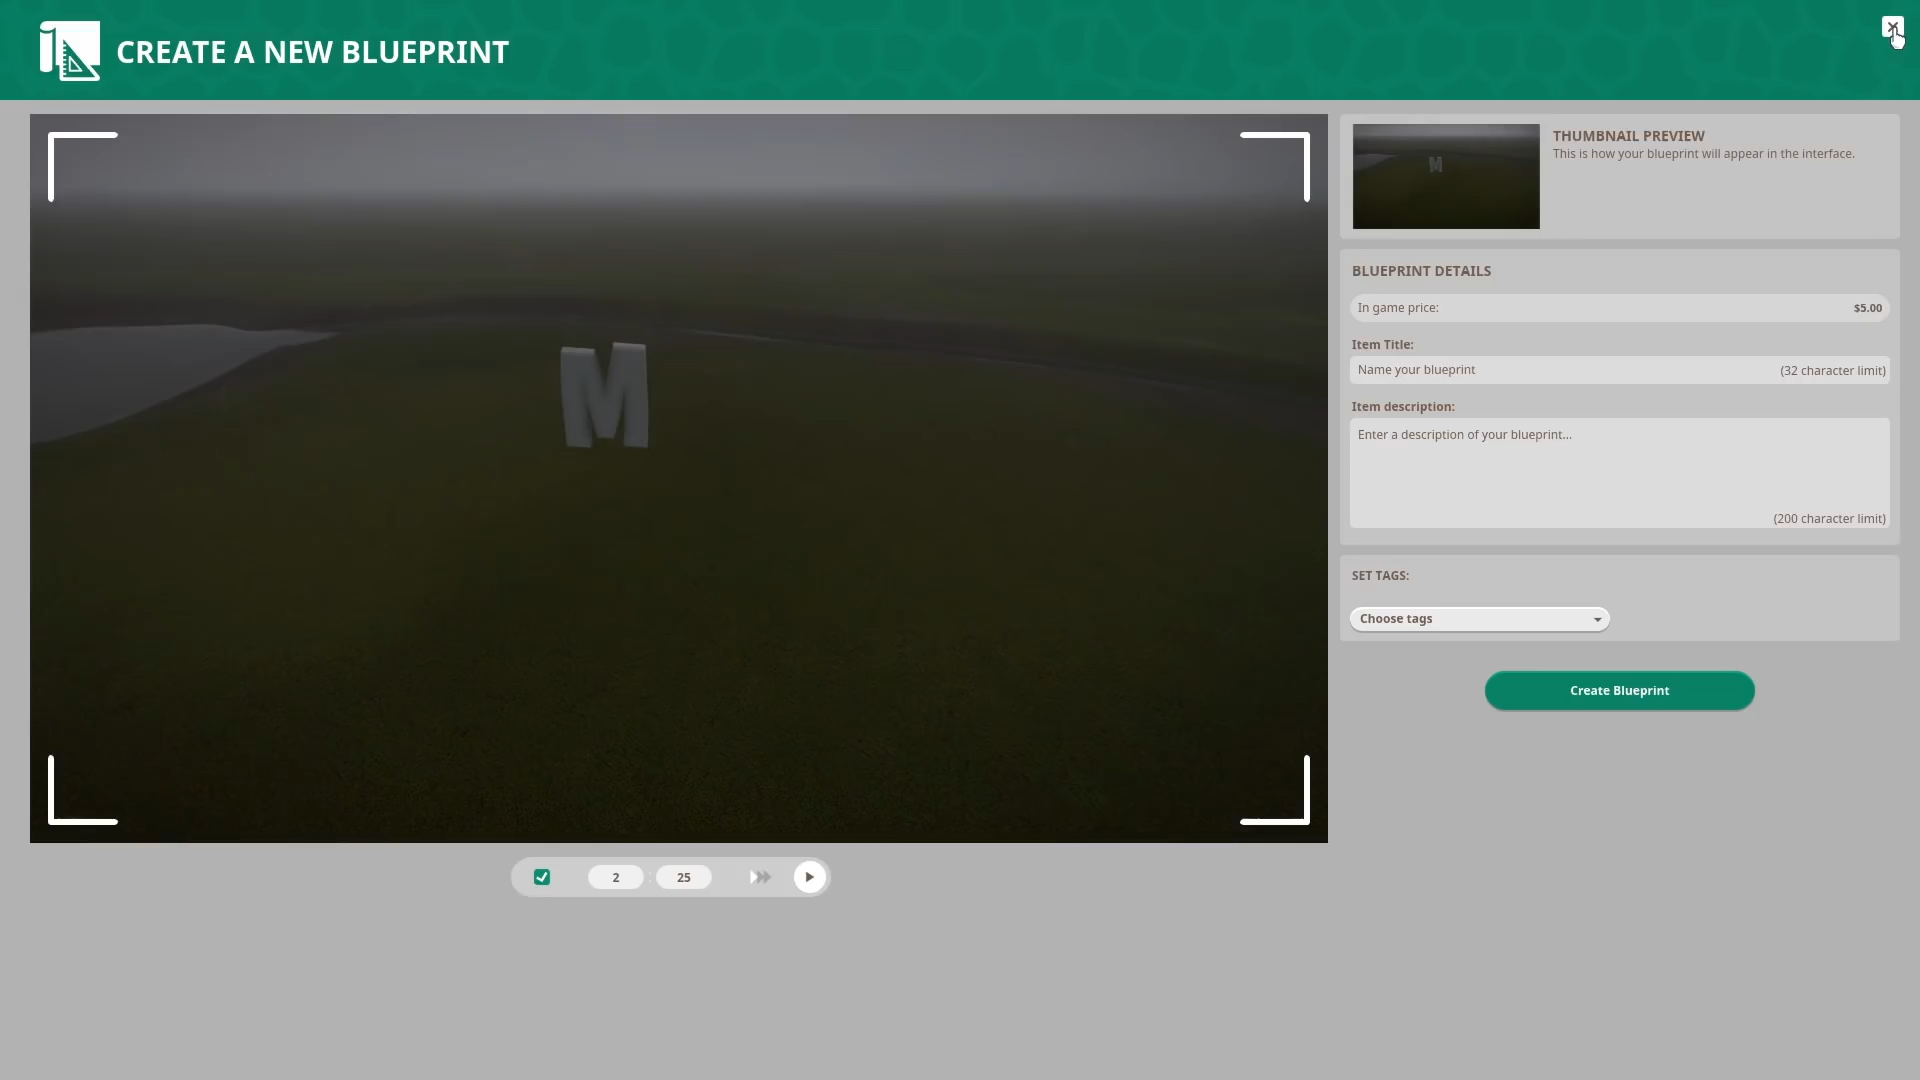 CREATE A NEW BLUEPRINT
M
THUMBNAIL PREVIEW
This is how your blueprint will appear in the interface.
M
BLUEPRINT DETAILS
In game price: $5.00
Item Title:
Name your blueprint (32 character limit)
Item description:
Enter a description of your blueprint...
(200 character limit)
SET TAGS:
Choose tags
Create Blueprint
2 : 25